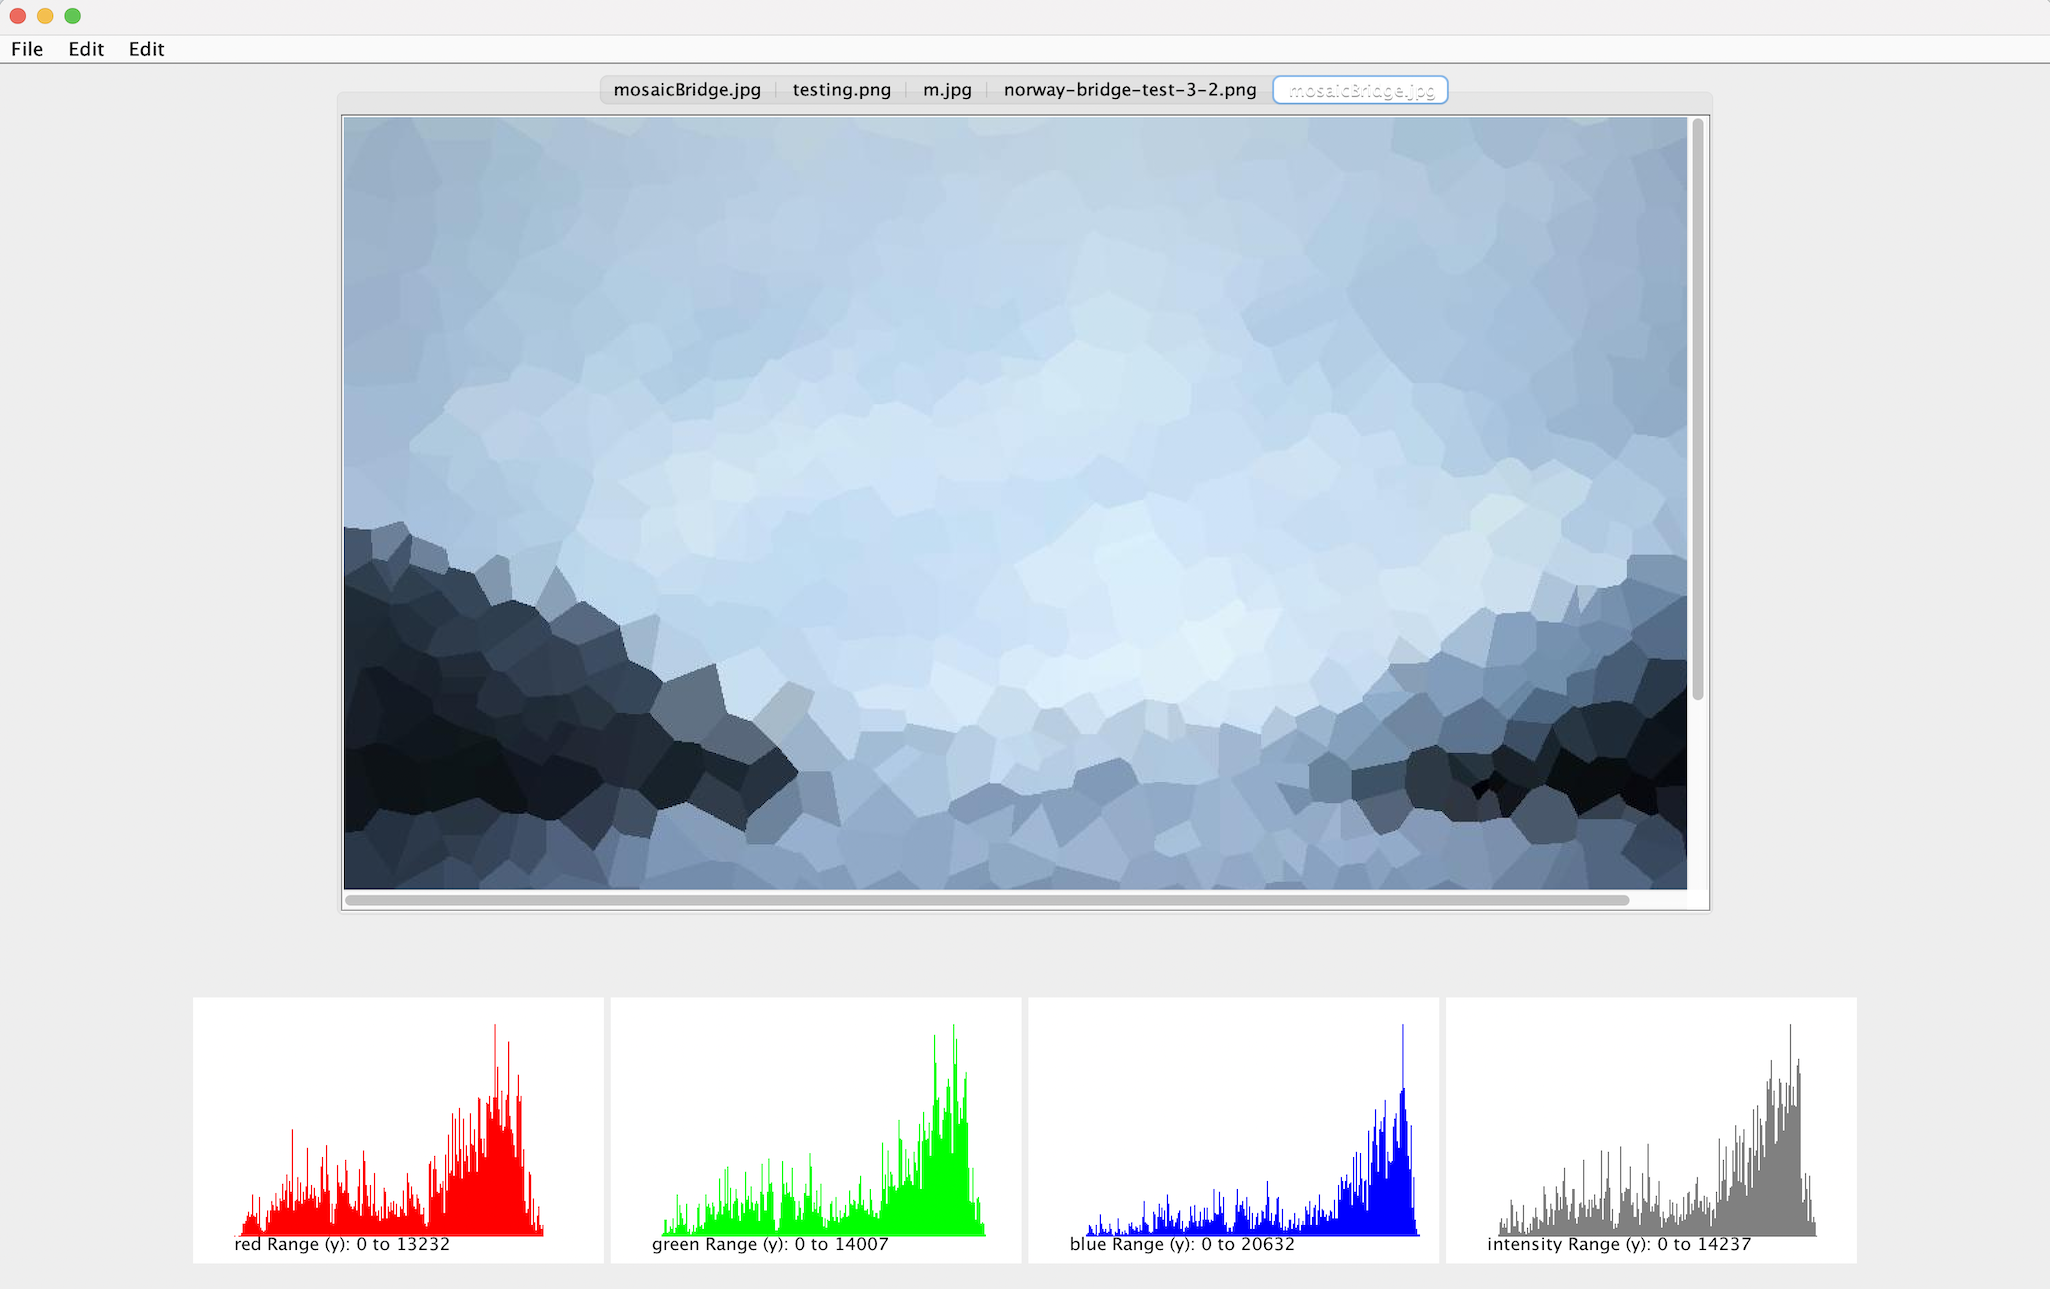 File Edit Edit
mosaicBridge.jpg testing.png m.jpg norway-bridge-test-3-2.png mosaicBridge.jpg
red Range (y): 0 to 13232
green Range (y): 0 to 14007
blue Range (y): 0 to 20632
intensity Range (y): 0 to 14237